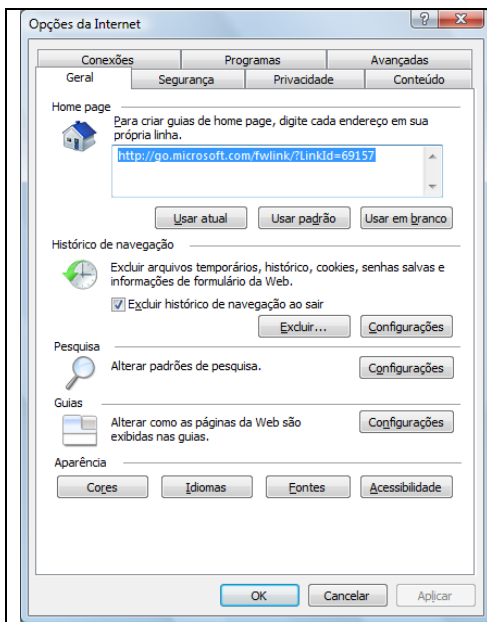 Opções da Internet
Conexões Programas Avançadas
Geral Segurança Privacidade Conteúdo
Home page
Para criar guias de home page, digite cada endereço em sua
própria linha.
http://go.microsoft.com/fwlink/?LinkId=69157
Usar atual Usar padrão Usar em branco
Histórico de navegação
Excluir arquivos temporários, histórico, cookies, senhas salvas e
informações de formulário da Web.
Excluir histórico de navegação ao sair
Excluir... Configurações
Pesquisa
Alterar padrões de pesquisa. Configurações
Guias
Alterar como as páginas da Web são
exibidas nas guias. Configurações
Aparência
Cores Idiomas Fontes Acessibilidade
OK Cancelar Aplicar